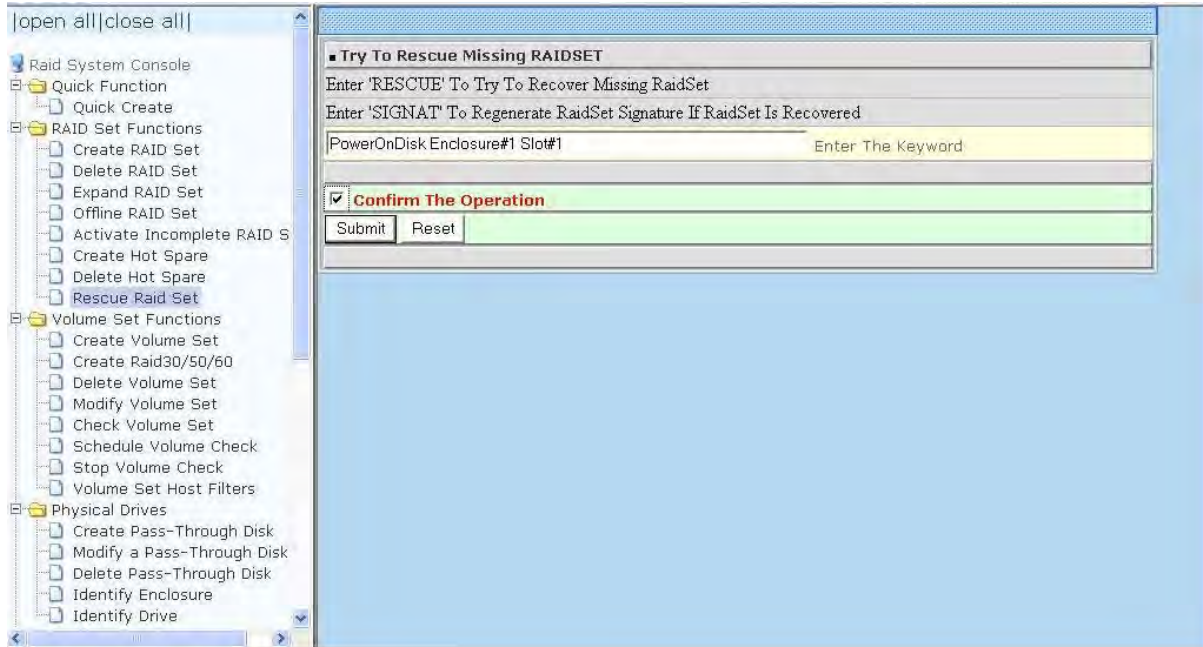 |open all|close all|
Raid System Console
Quick Function
Quick Create
RAID Set Functions
Create RAID Set
Delete RAID Set
Expand RAID Set
Offline RAID Set
Activate Incomplete RAID S
Create Hot Spare
Delete Hot Spare
Rescue Raid Set
Volume Set Functions
Create Volume Set
Create Raid30/50/60
Delete Volume Set
Modify Volume Set
Check Volume Set
Schedule Volume Check
Stop Volume Check
Volume Set Host Filters
Physical Drives
Create Pass-Through Disk
Modify a Pass-Through Disk
Delete Pass-Through Disk
Identify Enclosure
Identify Drive
Try To Rescue Missing RAIDSET
Enter 'RESCUE' To Try To Recover Missing RaidSet
Enter 'SIGNAT' To Regenerate RaidSet Signature If RaidSet Is Recovered
PowerOnDisk Enclosure#1 Slot#1 Enter The Keyword
Confirm The Operation
Submit Reset